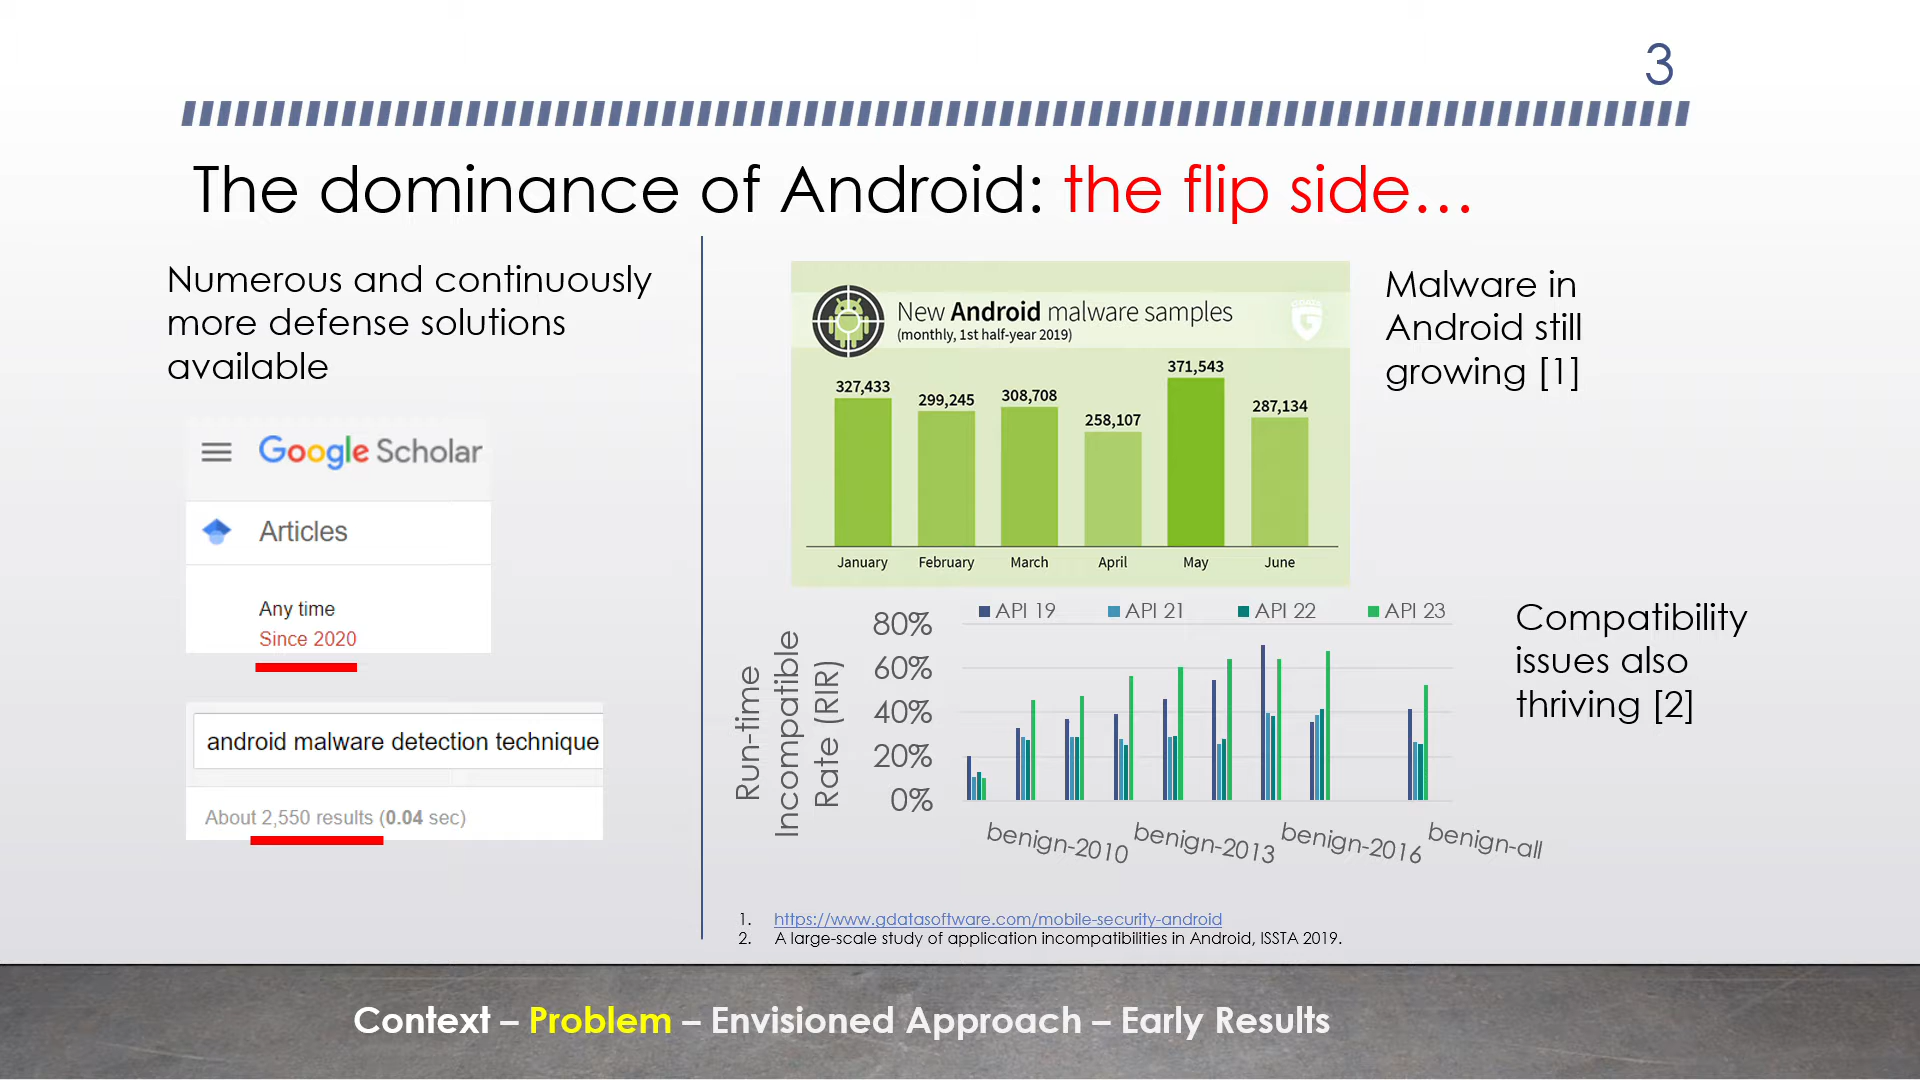 3
The dominance of Android: the flip side...
Numerous and continuously
more defense solutions
available
Google Scholar
Articles
Any time
Since 2020
android malware detection technique
About 2,550 results (0.04 sec)
New Android malware samples
(monthly, 1st half-year 2019)
327,433
299,245
308,708
258,107
371,543
287,134
January
February
March
April
May
June
Malware in
Android still
growing [1]
API 19
API 21
API 22
API 23
Run-time
Incompatible
Rate (RIR)
80%
60%
40%
20%
0%
benign-2010
benign-2013
benign-2016
benign-all
Compatibility
issues also
thriving [2]
1. https://www.gdatasoftware.com/mobile-security-android
2. A large-scale study of application incompatibilities in Android, ISSTA 2019.
Context – Problem – Envisioned Approach – Early Results